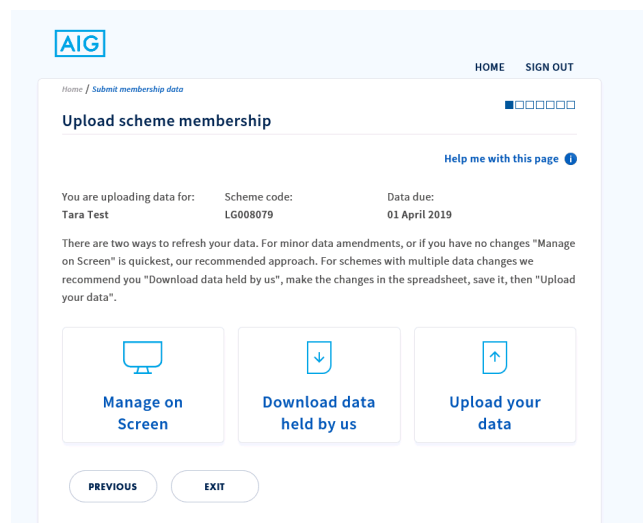 AIG
HOME SIGN OUT
Home / Submit membership data
Upload scheme membership
Help me with this page i
You are uploading data for: Scheme code: Data due:
Tara Test LG008079 01 April 2019
There are two ways to refresh your data. For minor data amendments, or if you have no changes "Manage
on Screen" is quickest, our recommended approach. For schemes with multiple data changes we
recommend you "Download data held by us", make the changes in the spreadsheet, save it, then "Upload
your data".
Manage on Download data Upload your
Screen held by us data
PREVIOUS EXIT